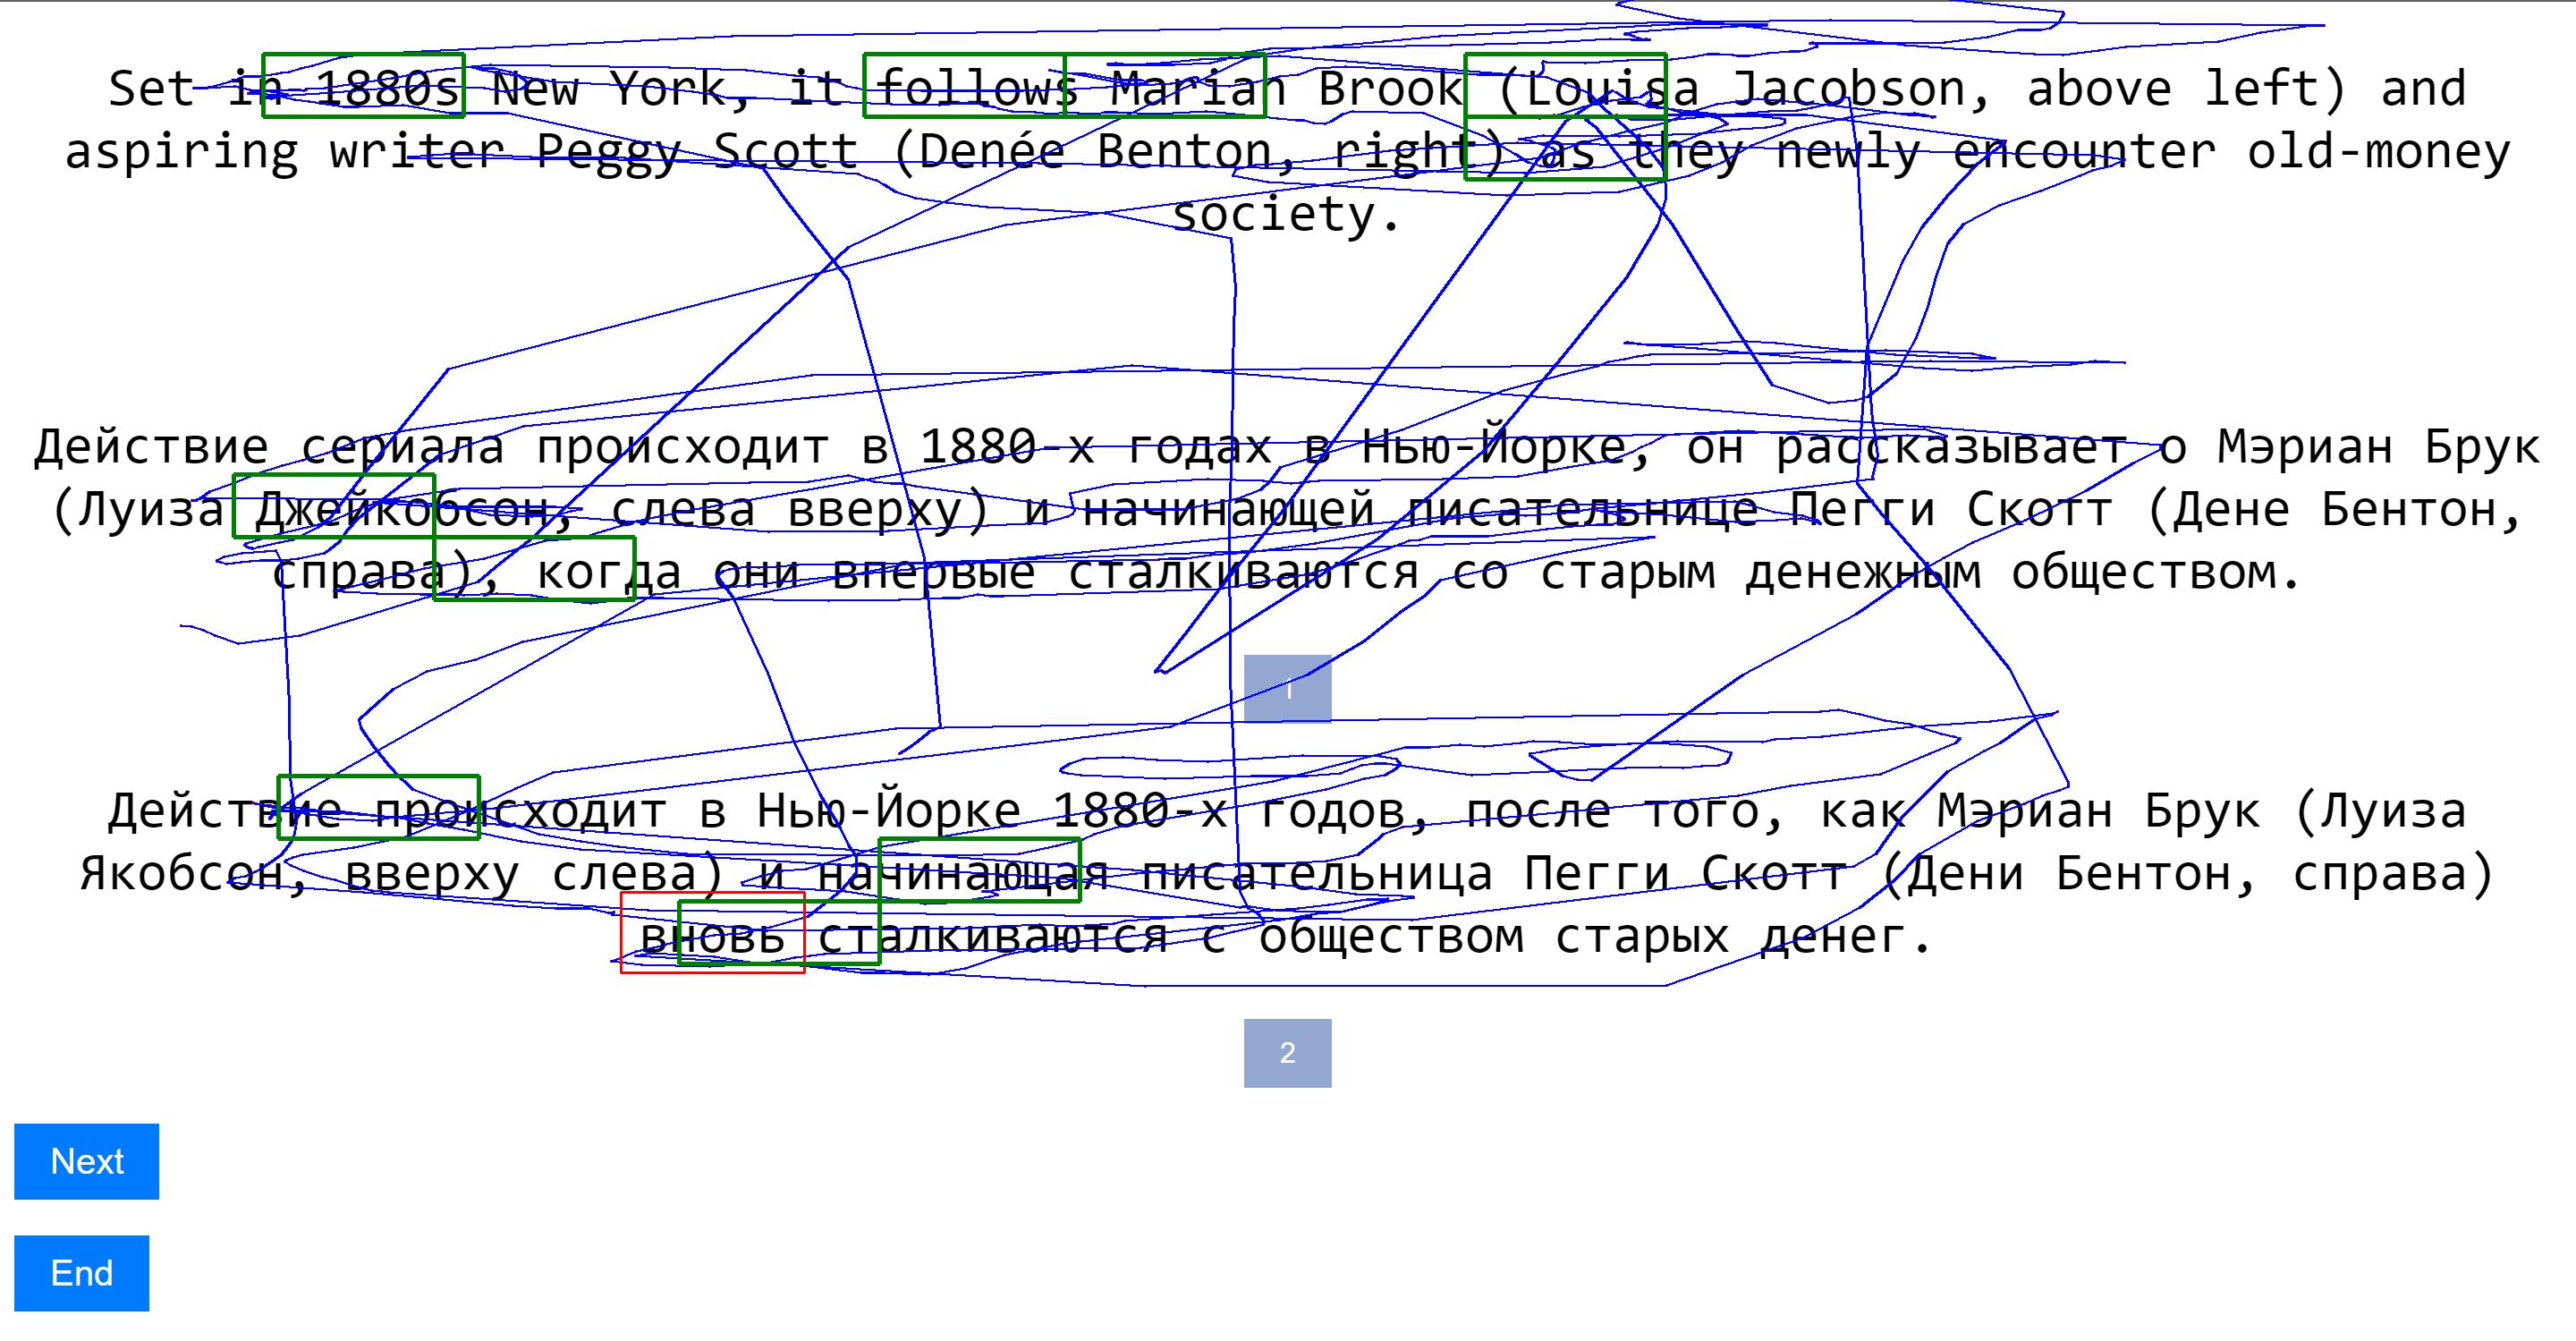 Set in 1880s New York, it follows Marian Brook (Louisa Jacobson, above left) and
aspiring writer Peggy Scott (Denée Benton, right) as they newly encounter old-money
society.
Действие сериала происходит в 1880-х годах в Нью-Йорке, он рассказывает о Мэриан Брук
(Луиза Джейкобсон, слева вверху) и начинающей писательнице Пегги Скотт (Дене Бентон,
справа), когда они впервые сталкиваются со старым денежным обществом.
1
Действие происходит в Нью-Йорке 1880-х годов, после того, как Мэриан Брук (Луиза
Якобсон, вверху слева) и начинающая писательница Пегги Скотт (Дени Бентон, справа)
вновь сталкиваются с обществом старых денег.
2
Next
End